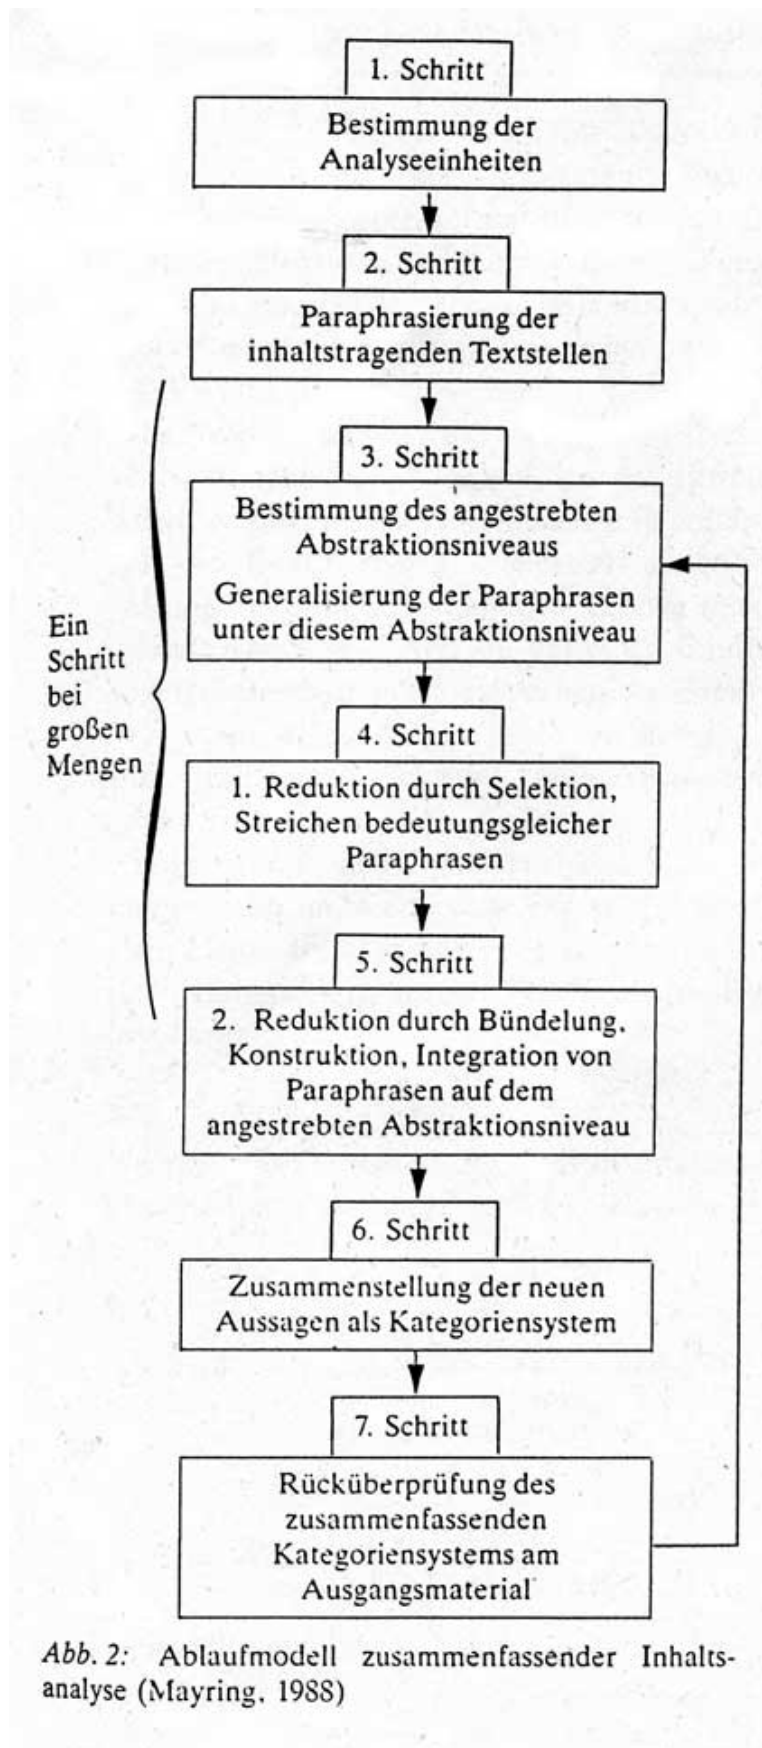 1. Schritt
Bestimmung der
Analyseeinheiten
2. Schritt
Paraphrasierung der
inhaltstragenden Textstellen
3. Schritt
Bestimmung des angestrebten
Abstraktionsniveaus
Generalisierung der Paraphrasen
unter diesem Abstraktionsniveau
Ein
Schritt
bei
großen
Mengen
4. Schritt
1. Reduktion durch Selektion,
Streichen bedeutungsgleicher
Paraphrasen
5. Schritt
2. Reduktion durch Bündelung,
Konstruktion, Integration von
Paraphrasen auf dem
angestrebten Abstraktionsniveau
6. Schritt
Zusammenstellung der neuen
Aussagen als Kategoriensystem
7. Schritt
Rücküberprüfung des
zusammenfassenden
Kategoriensystems am
Ausgangsmaterial
Abb. 2: Ablaufmodell zusammenfassender Inhalts-
analyse (Mayring, 1988)